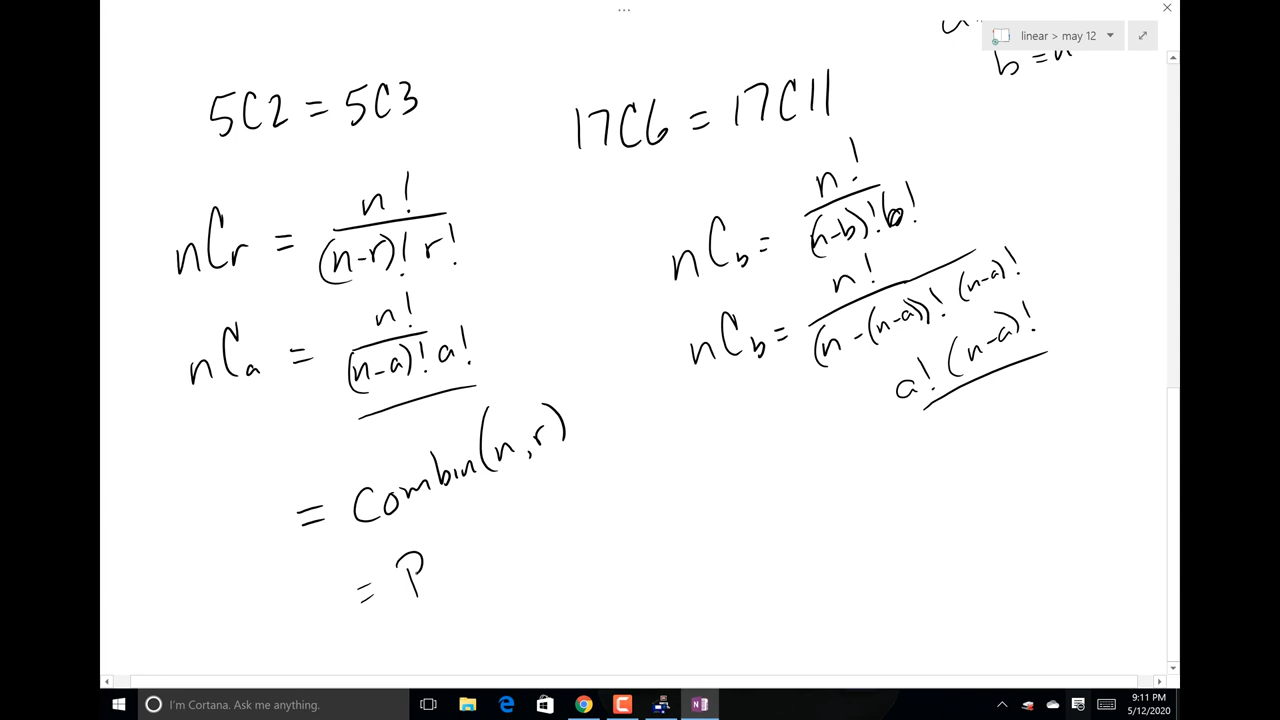 linear > may 12
b = n
5C2 = 5C3
17C6 = 17C11
nCr = n! / (n-r)! r!
nCb = n! / (n-b)! b!
nCa = n! / (n-a)! a!
nCb = n! / (n-(n-a))! (n-a)!
a! (n-a)!
= Combin(n,r)
= P
I'm Cortana. Ask me anything.
9:11 PM
5/12/2020